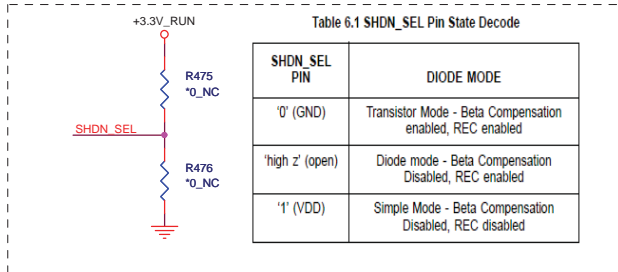 +3.3V_RUN
R475
*0_NC
SHDN_SEL
R476
*0_NC
Table 6.1 SHDN_SEL Pin State Decode
SHDN_SEL
PIN
DIODE MODE
‘0’ (GND)
Transistor Mode - Beta Compensation
enabled, REC enabled
‘high z’ (open)
Diode mode - Beta Compensation
Disabled, REC enabled
‘1’ (VDD)
Simple Mode - Beta Compensation
Disabled, REC disabled